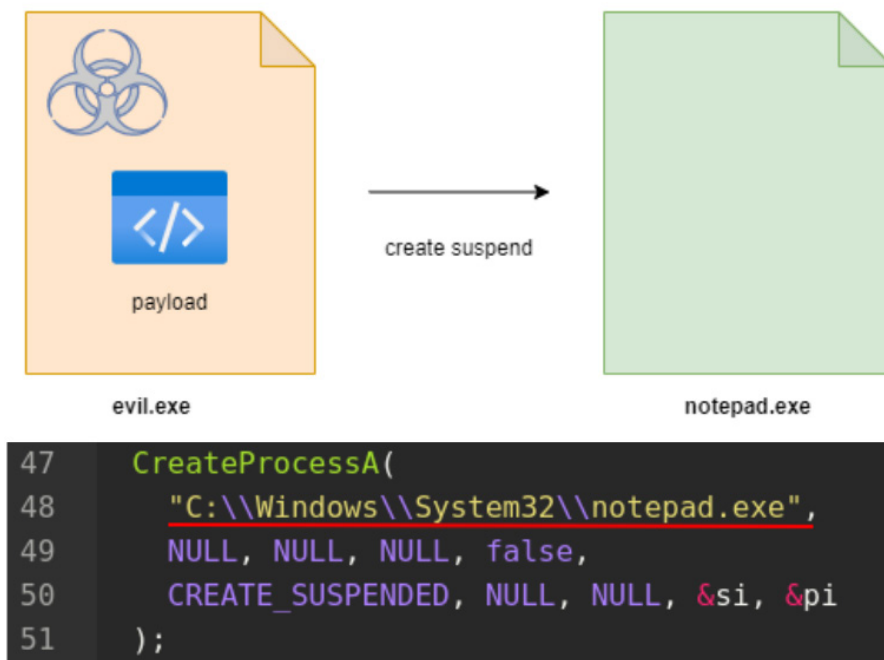 </>
create suspend
payload
evil.exe
notepad.exe
47 CreateProcessA(
48 "C:\\Windows\\System32\\notepad.exe",
49 NULL, NULL, NULL, false,
50 CREATE_SUSPENDED, NULL, NULL, &si, &pi
51 );